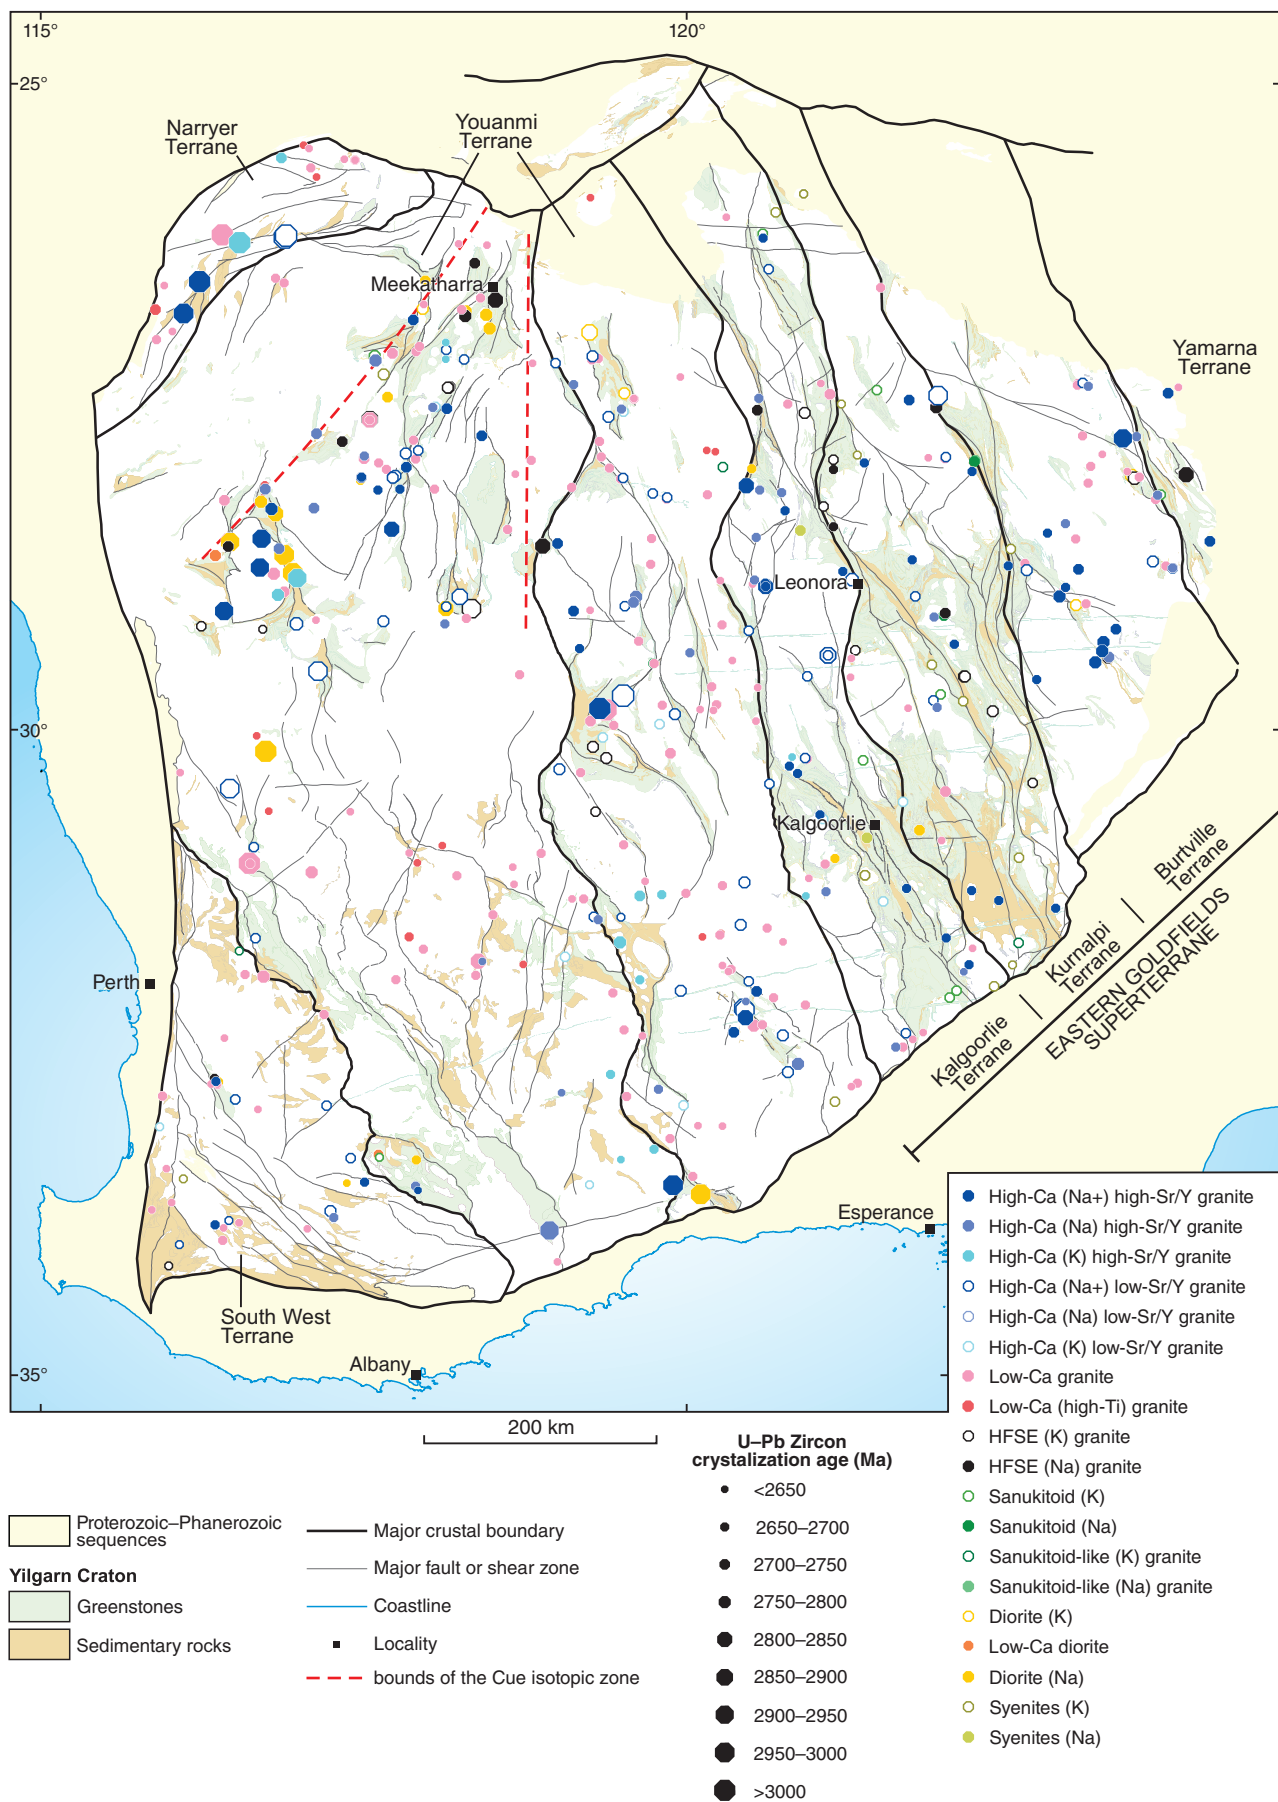 115°
120°
25°
Narryer
Terrane
Youanmi
Terrane
Meekatharra
Yamarna
Terrane
Leonora
30°
Kalgoorlie
Burtville
Terrane
Kurnalpi
Terrane
Kalgoorlie
Terrane
EASTERN GOLDFIELDS
SUPERTERRANE
Perth
Esperance
South West
Terrane
Albany
35°
200 km
High-Ca (Na+) high-Sr/Y granite
High-Ca (Na) high-Sr/Y granite
High-Ca (K) high-Sr/Y granite
High-Ca (Na+) low-Sr/Y granite
High-Ca (Na) low-Sr/Y granite
High-Ca (K) low-Sr/Y granite
Low-Ca granite
Low-Ca (high-Ti) granite
HFSE (K) granite
HFSE (Na) granite
Sanukitoid (K)
Sanukitoid (Na)
Sanukitoid-like (K) granite
Sanukitoid-like (Na) granite
Diorite (K)
Low-Ca diorite
Diorite (Na)
Syenites (K)
Syenites (Na)
U–Pb Zircon
crystalization age (Ma)
<2650
2650–2700
2700–2750
2750–2800
2800–2850
2850–2900
2900–2950
2950–3000
>3000
Proterozoic–Phanerozoic
sequences
Yilgarn Craton
Greenstones
Sedimentary rocks
Major crustal boundary
Major fault or shear zone
Coastline
Locality
bounds of the Cue isotopic zone